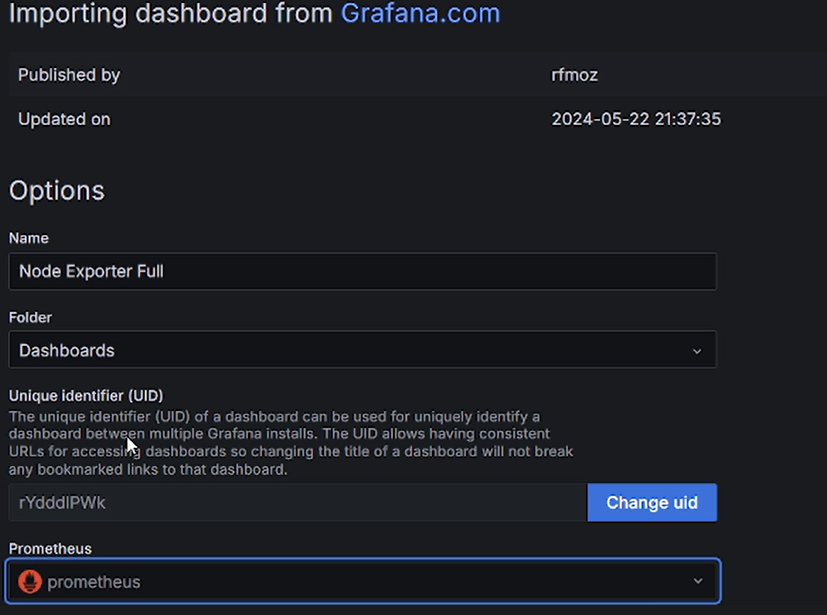 Importing dashboard from Grafana.com
Published by rfmoz
Updated on 2024-05-22 21:37:35
Options
Name
Node Exporter Full
Folder
Dashboards
Unique identifier (UID)
The unique identifier (UID) of a dashboard can be used for uniquely identify a
dashboard between multiple Grafana installs. The UID allows having consistent
URLs for accessing dashboards so changing the title of a dashboard will not break
any bookmarked links to that dashboard.
rYdddlPWk Change uid
Prometheus
prometheus